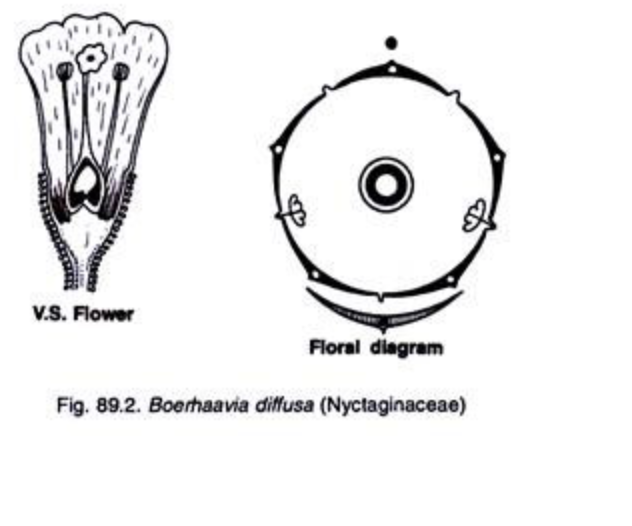 V.S. Flower
Floral diagram
Fig. 89.2. Boerhaavia diffusa (Nyctaginaceae)